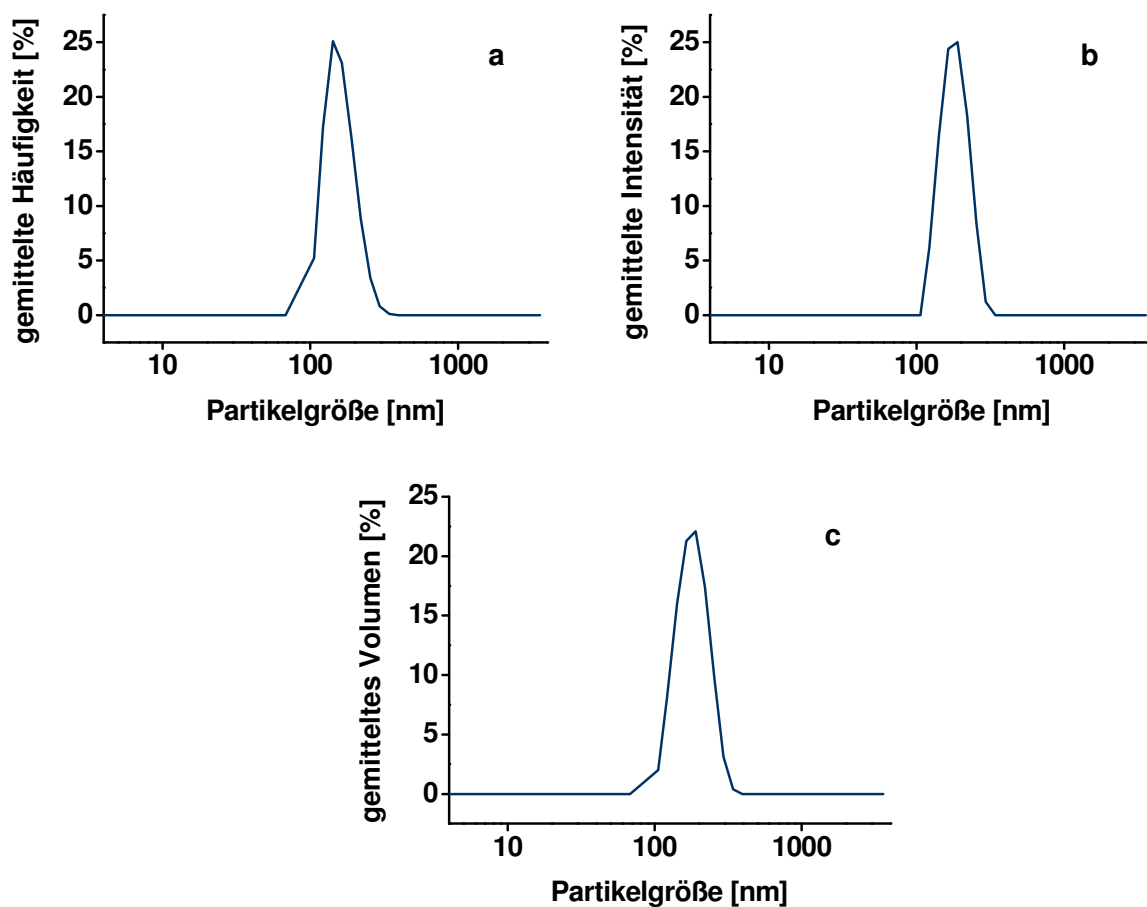 25
20
15
10
5
0
gemittelte Häufigkeit [%]
a
10 100 1000
Partikelgröße [nm]
25
20
15
10
5
0
gemittelte Intensität [%]
b
10 100 1000
Partikelgröße [nm]
25
20
15
10
5
0
gemitteltes Volumen [%]
c
10 100 1000
Partikelgröße [nm]